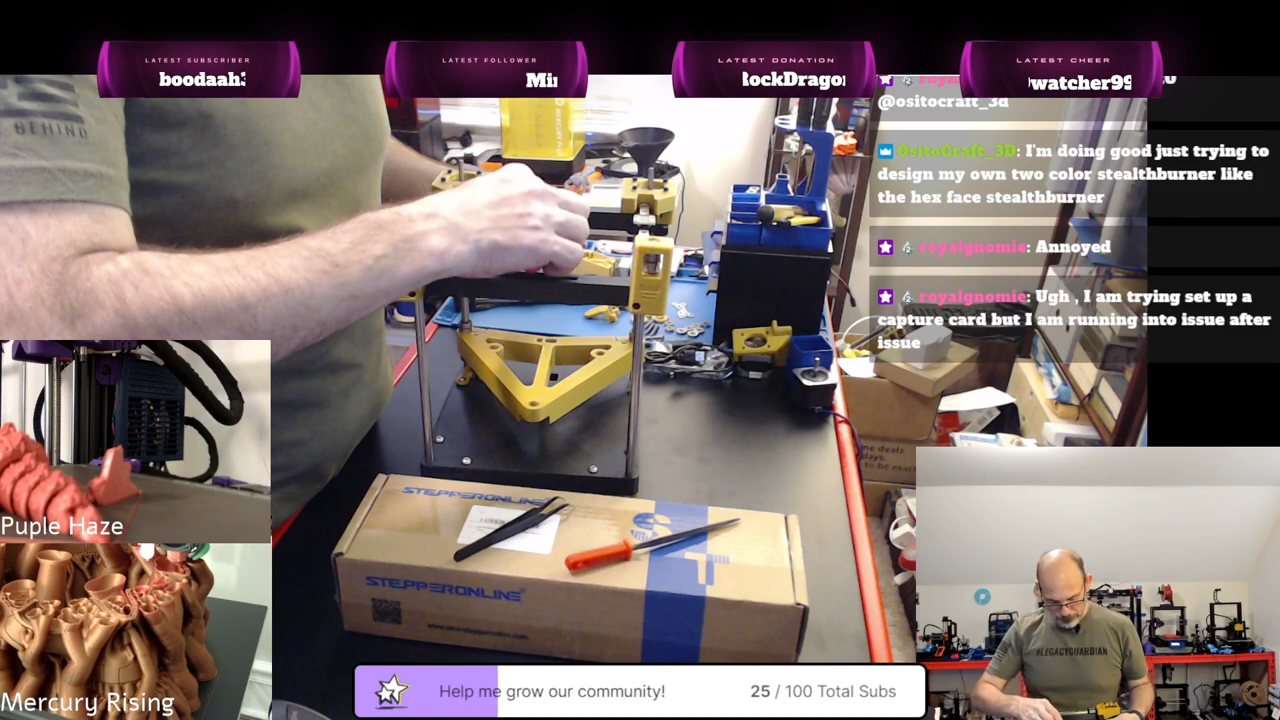 LATEST SUBSCRIBER
boodaah
LATEST FOLLOWER
Mi
LATEST DONATION
lockDrago
LATEST CHEER
watcher99
@ositocraft_3d
OsitoCraft_3D: I'm doing good just trying to
design my own two color stealthburner like
the hex face stealthburner
royalgnomie: Annoyed
royalgnomie: Ugh , I am trying set up a
capture card but I am running into issue after
issue
BEHIND
STEPPERONLINE
STEPPERONLINE
Puple Haze
Mercury Rising
#LEGACYGUARDIAN
Help me grow our community!
25 / 100 Total Subs